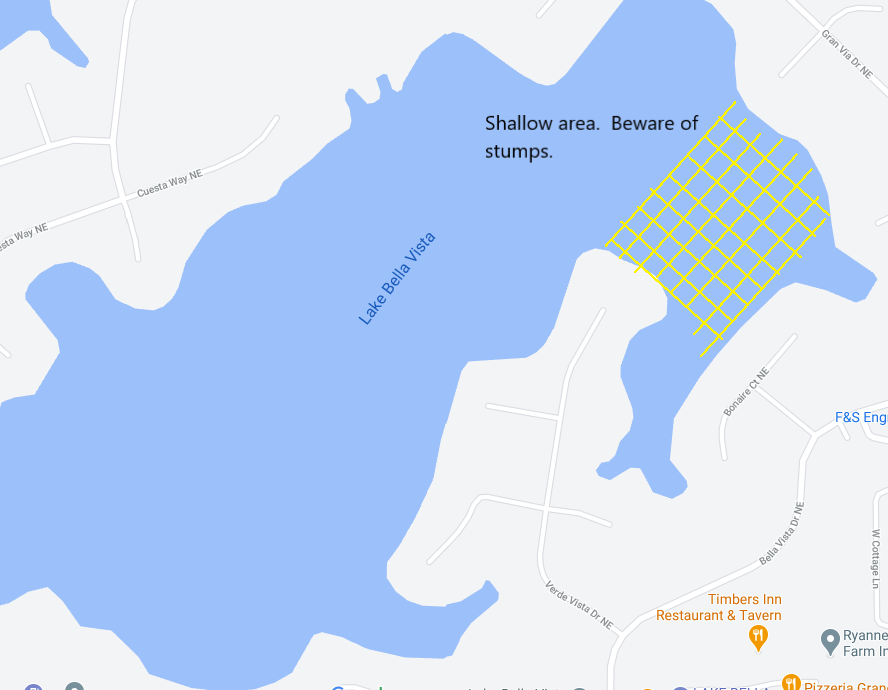 Gran Via Dr NE
Shallow area.  Beware of
stumps.
Cuesta Way NE
esta Way NE
Lake Bella Vista
Bonaire Ct NE
F&S Eng
Bella Vista Dr NE
W Cottage Ln
Verde Vista Dr NE
Timbers Inn
Restaurant & Tavern
Ryanne
Farm In
Pizzeria Gran